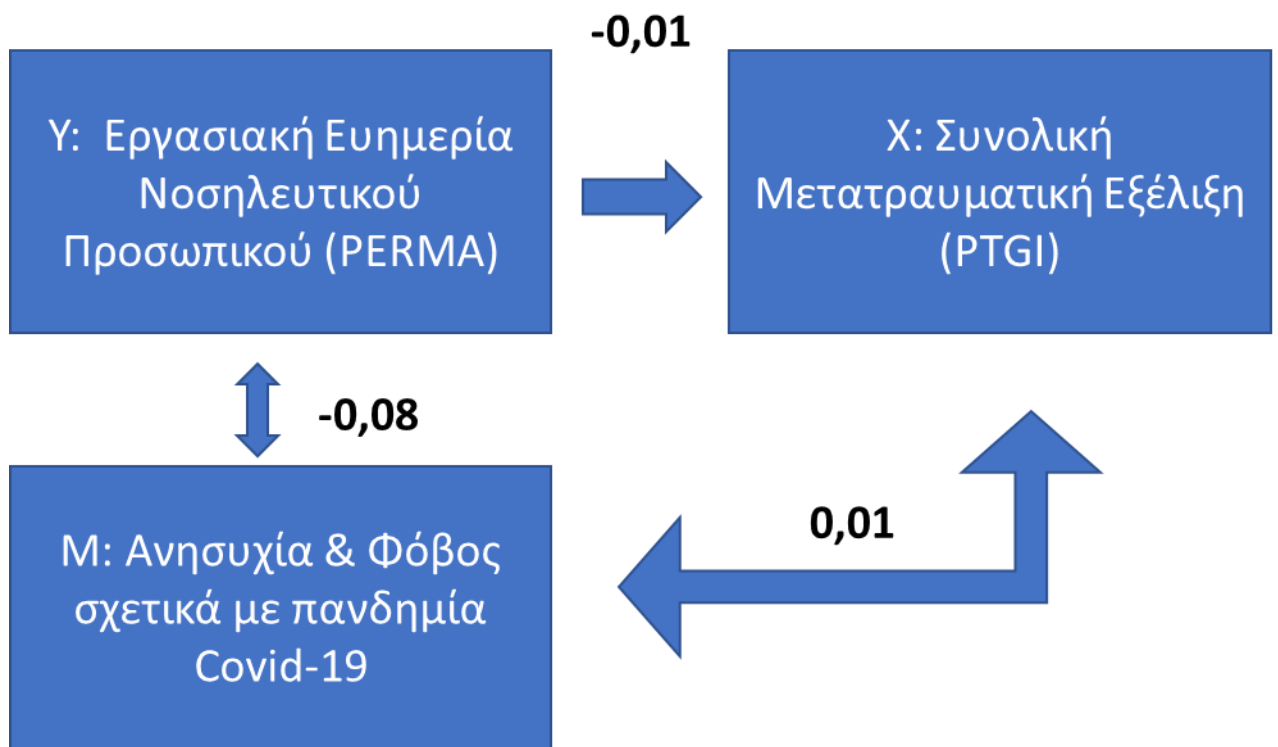 -0,01
Υ: Εργασιακή Ευημερία
Νοσηλευτικού
Προσωπικού (PERMA)
Χ: Συνολική
Μετατραυματική Εξέλιξη
(PTGI)
-0,08
0,01
Μ: Ανησυχία & Φόβος
σχετικά με πανδημία
Covid-19